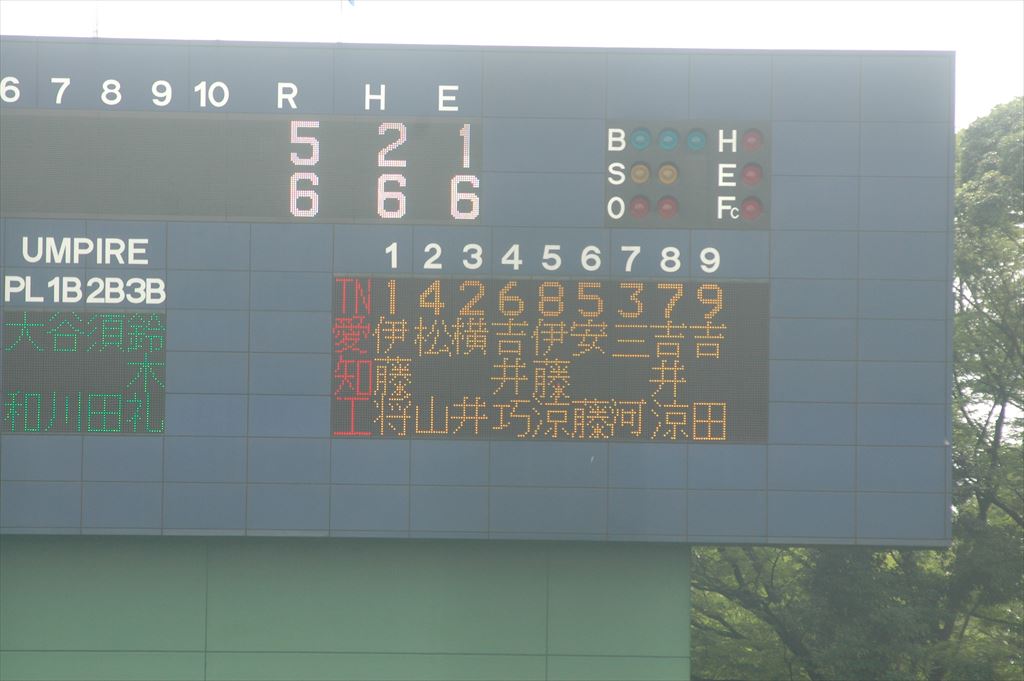 6 7 8 9 10 R H E
5 2 1
6 6 6
B H
S E
O Fc
UMPIRE
PL 1B 2B 3B
大和
谷川
須田
鈴木礼
1 2 3 4 5 6 7 8 9
TN 1 4 2 6 8 5 3 7 9
愛知工
伊藤将
松山
横井
吉井巧
伊藤涼
安藤
三河
吉井涼
吉田